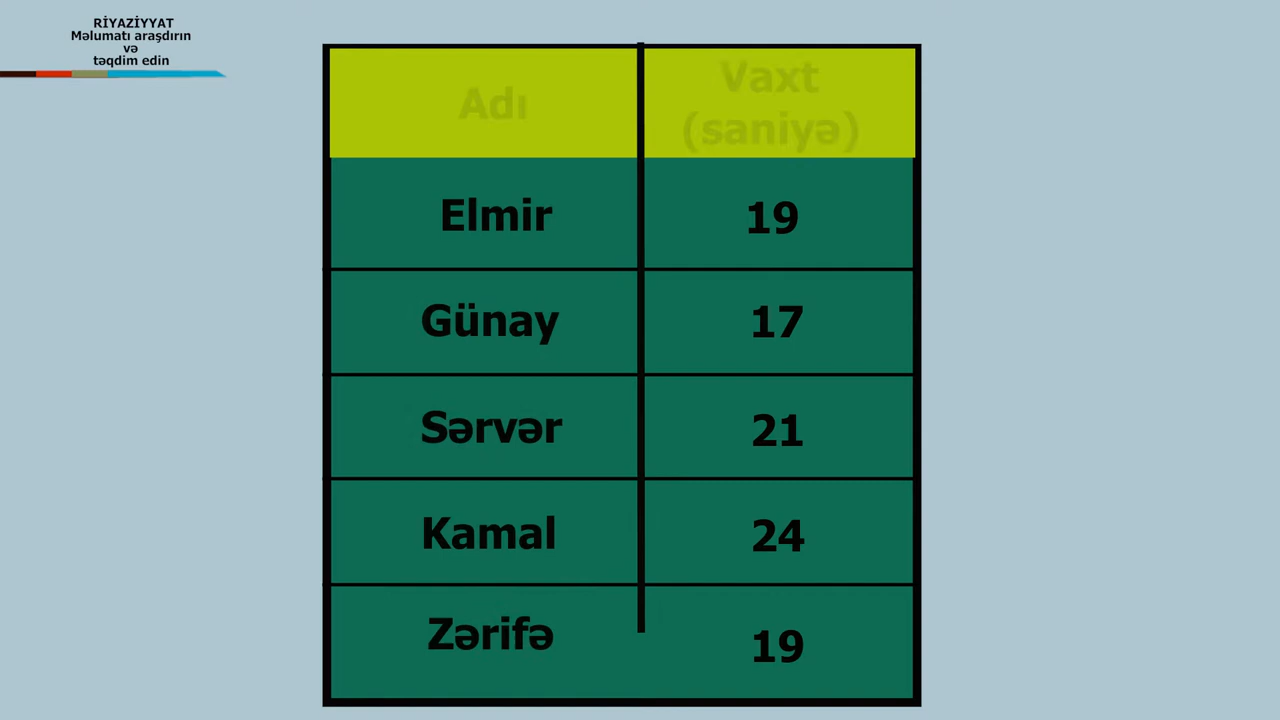 RİYAZİYYAT
Məlumatı araşdırın
və
təqdim edin
Adı
Vaxt
(saniyə)
Elmir 19
Günay 17
Sərvər 21
Kamal 24
Zərifə 19